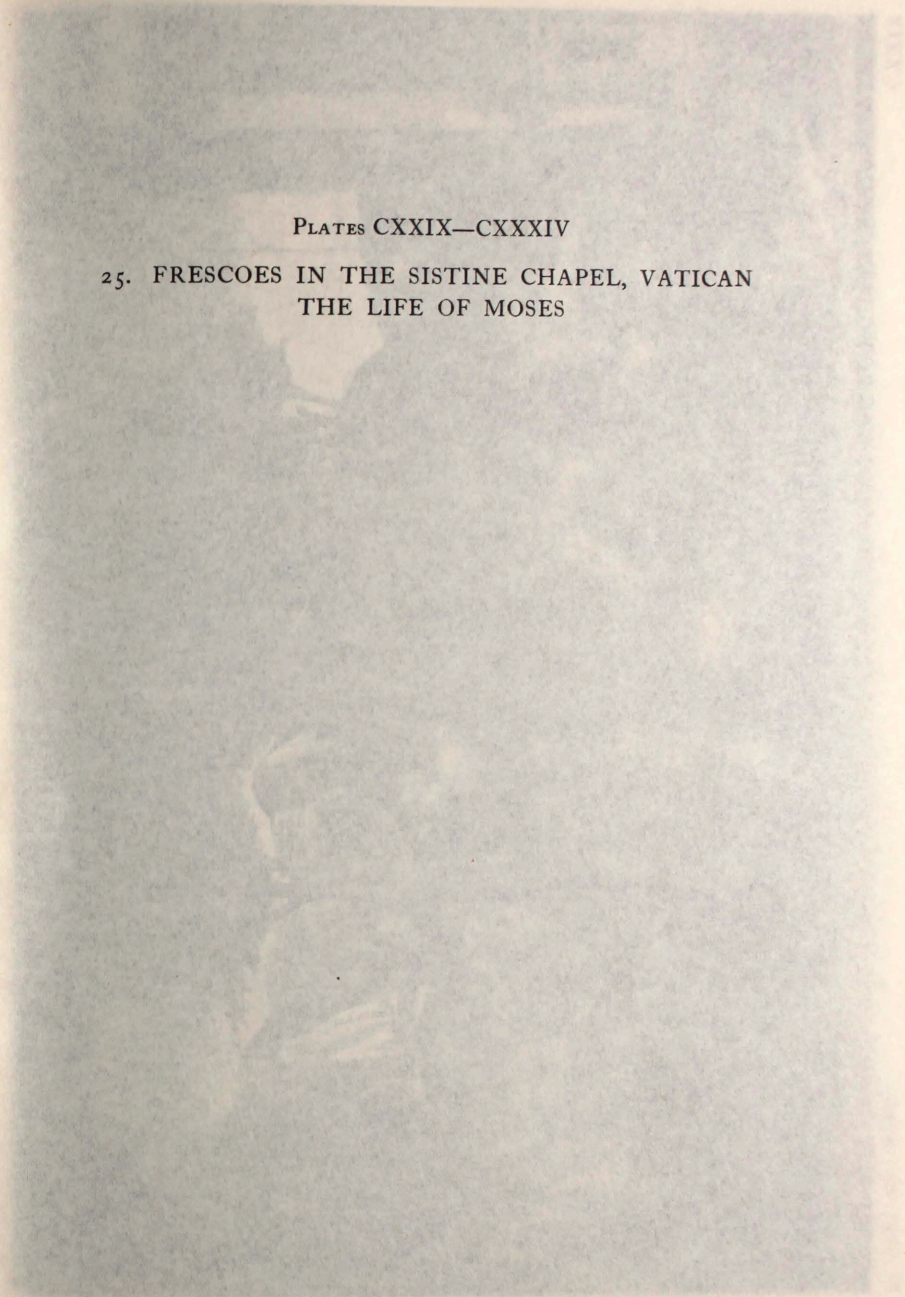 Plates CXXIX—CXXXIV
25. FRESCOES IN THE SISTINE CHAPEL, VATICAN
THE LIFE OF MOSES